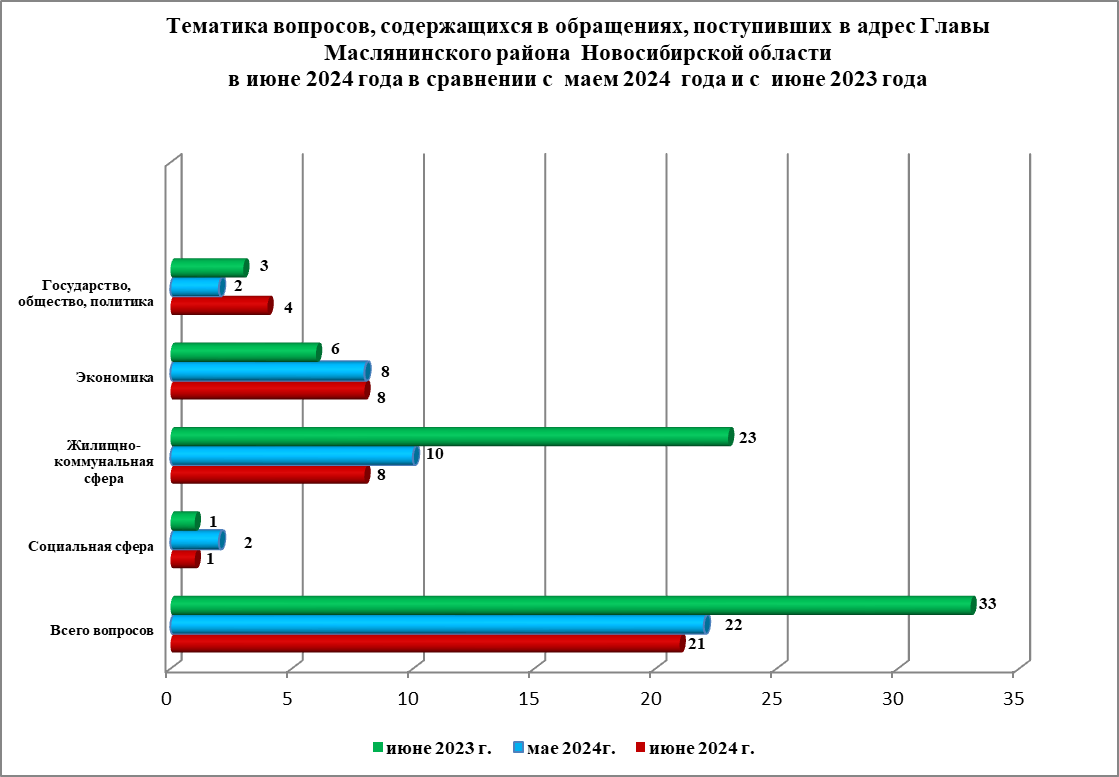 Тематика вопросов, содержащихся в обращениях, поступивших в адрес Главы
Маслянинского района Новосибирской области
в июне 2024 года в сравнении с маем 2024 года и с июне 2023 года
Государство,
общество, политика
3
2
4
Экономика
6
8
8
Жилищно-
коммунальная
сфера
23
10
8
Социальная сфера
1
2
1
Всего вопросов
33
22
21
0 5 10 15 20 25 30 35
июне 2023 г. мае 2024г. июне 2024 г.